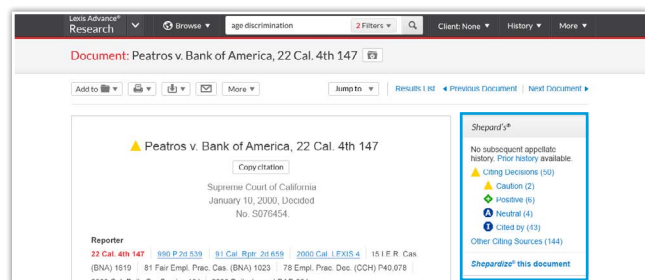 Lexis Advance®
Research
Browse ▼
age discrimination
2 Filters ▼
Client: None ▼
History ▼
More ▼
Document: Peatros v. Bank of America, 22 Cal. 4th 147
Add to ▼
More ▼
Jump to ▼
Results List
◀ Previous Document
Next Document ▶
Peatros v. Bank of America, 22 Cal. 4th 147
Copy citation
Supreme Court of California
January 10, 2000, Decided
No. S076454.
Reporter
22 Cal. 4th 147 | 990 P.2d 539 | 91 Cal. Rptr. 2d 659 | 2000 Cal. LEXIS 4 | 15 I.E.R. Cas.
(BNA) 1619 | 81 Fair Empl. Prac. Cas. (BNA) 1023 | 78 Empl. Prac. Dec. (CCH) P40,078
Shepard's®
No subsequent appellate
history. Prior history available.
Citing Decisions (50)
Caution (2)
Positive (6)
A Neutral (4)
I Cited by (43)
Other Citing Sources (144)
Shepardize® this document